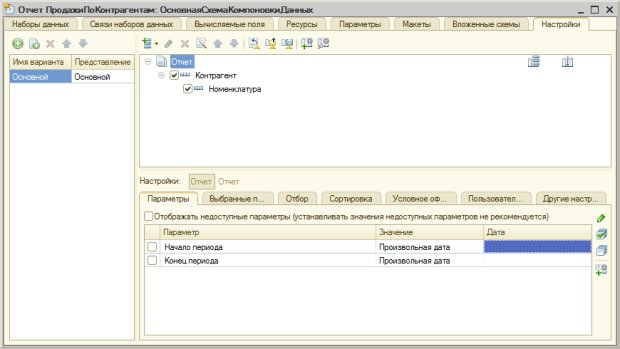 Отчет ПродажиПоКонтрагентам: ОсновнаяСхемаКомпоновкиДанных
Наборы данных Связи наборов данных Вычисляемые поля Ресурсы Параметры Макеты Вложенные схемы Настройки
Имя варианта Представление
Основной Основной
Отчет
Контрагент
Номенклатура
Настройки: Отчет Отчет
Параметры Выбранные п... Отбор Сортировка Условное оф... Пользовател... Другие настр...
Отображать недоступные параметры (устанавливать значения недоступных параметров не рекомендуется)
Параметр Значение Дата
Начало периода Произвольная дата
Конец периода Произвольная дата